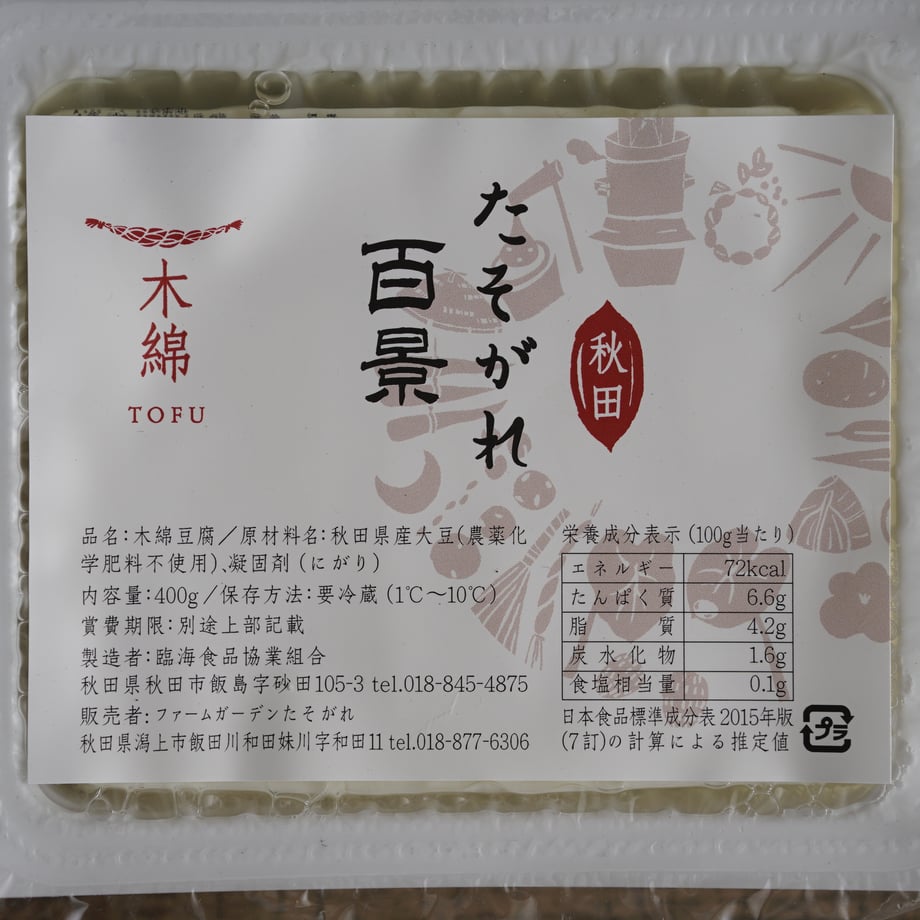 木綿
TOFU
たそがれ
百景
秋田
品名:木綿豆腐/原材料名:秋田県産大豆(農薬化
学肥料不使用)、凝固剤(にがり)
内容量:400g/保存方法:要冷蔵(1℃〜10℃)
賞費期限:別途上部記載
製造者:臨海食品協業組合
秋田県秋田市飯島字砂田105-3 tel.018-845-4875
販売者:ファームガーデンたそがれ
秋田県潟上市飯田川和田妹川字和田11 tel.018-877-6306
栄養成分表示(100g当たり)
エネルギー 72kcal
たんぱく質 6.6g
脂質 4.2g
炭水化物 1.6g
食塩相当量 0.1g
日本食品標準成分表2015年版
(7訂)の計算による推定値
プラ